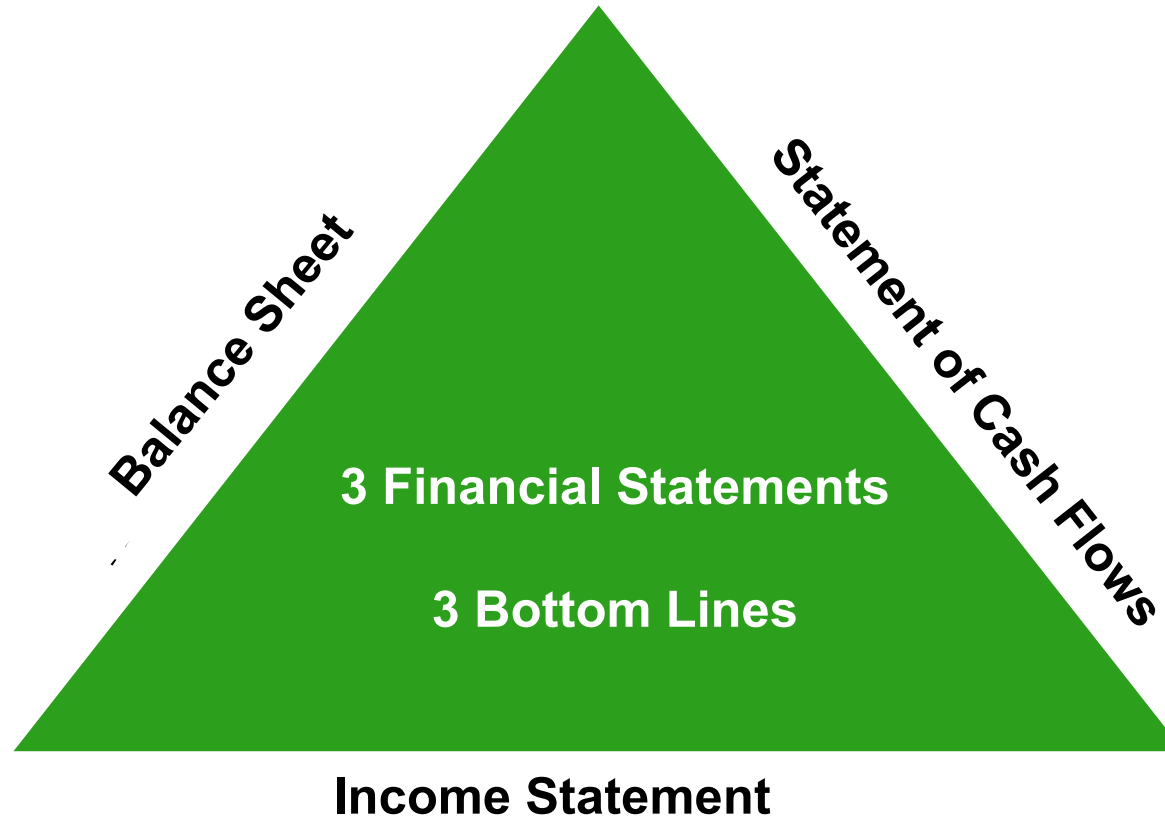 Balance Sheet
Statement of Cash Flows
3 Financial Statements
3 Bottom Lines
Income Statement